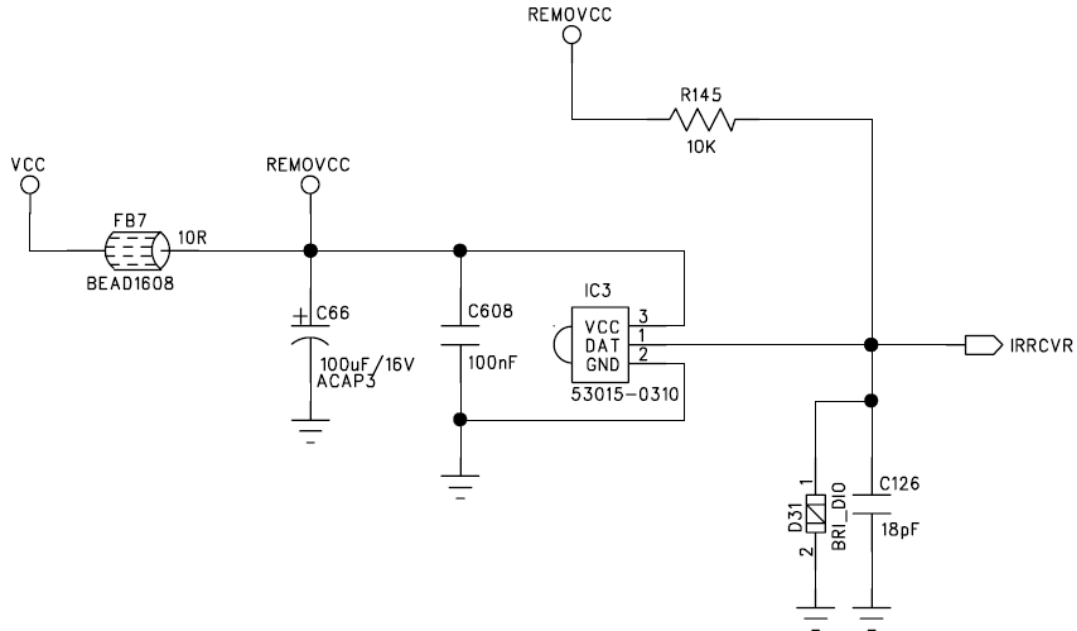 REMOVCC
R145
10K
VCC
REMOVCC
FB7
10R
BEAD1608
C66
+
100uF/16V
ACAP3
C608
100nF
IC3
VCC 3
DAT 1
GND 2
53015-0310
IRRCVR
1
D31
BRI_DIO
2
C126
18pF